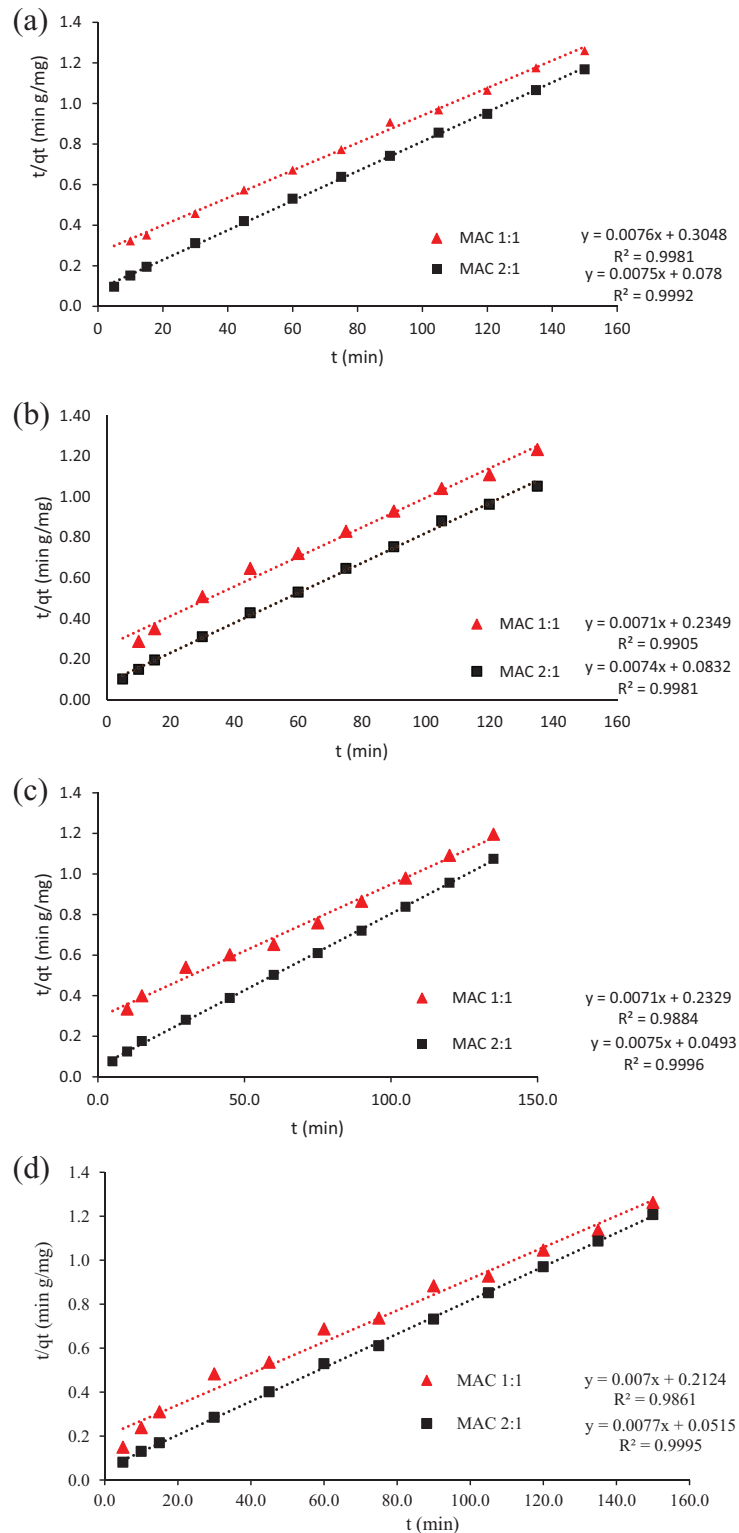 (a)
t/qt (min g/mg)
1.4
1.2
1.0
0.8
0.6
0.4
0.2
0.0
MAC 1:1 y = 0.0076x + 0.3048
R² = 0.9981
MAC 2:1 y = 0.0075x + 0.078
R² = 0.9992
0 20 40 60 80 100 120 140 160
t (min)
(b)
t/qt (min g/mg)
1.40
1.20
1.00
0.80
0.60
0.40
0.20
0.00
MAC 1:1 y = 0.0071x + 0.2349
R² = 0.9905
MAC 2:1 y = 0.0074x + 0.0832
R² = 0.9981
0 20 40 60 80 100 120 140 160
t (min)
(c)
t/qt (min g/mg)
1.4
1.2
1.0
0.8
0.6
0.4
0.2
0.0
MAC 1:1 y = 0.0071x + 0.2329
R² = 0.9884
MAC 2:1 y = 0.0075x + 0.0493
R² = 0.9996
0.0 50.0 100.0 150.0
t (min)
(d)
t/qt (min g/mg)
1.4
1.2
1.0
0.8
0.6
0.4
0.2
0.0
MAC 1:1 y = 0.007x + 0.2124
R² = 0.9861
MAC 2:1 y = 0.0077x + 0.0515
R² = 0.9995
0.0 20.0 40.0 60.0 80.0 100.0 120.0 140.0 160.0
t (min)